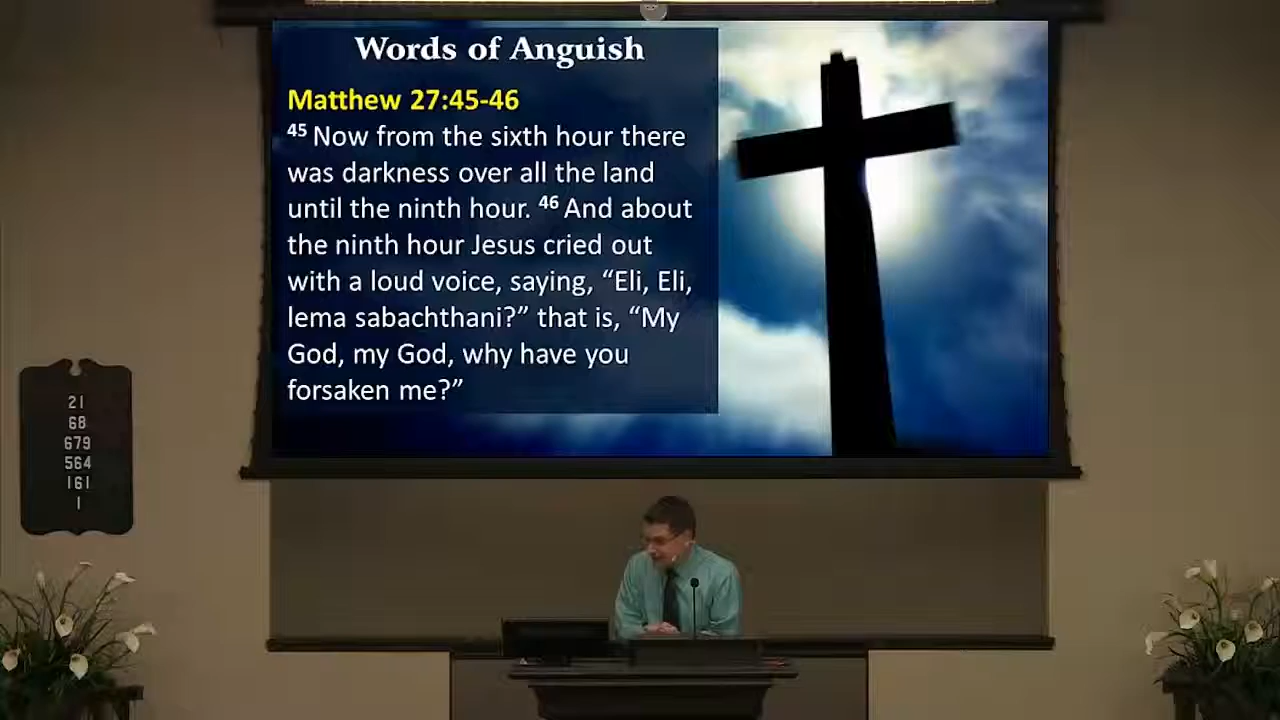 Words of Anguish
Matthew 27:45-46
45 Now from the sixth hour there
was darkness over all the land
until the ninth hour. 46 And about
the ninth hour Jesus cried out
with a loud voice, saying, “Eli, Eli,
lema sabachthani?” that is, “My
God, my God, why have you
forsaken me?”
21
68
679
564
161
1